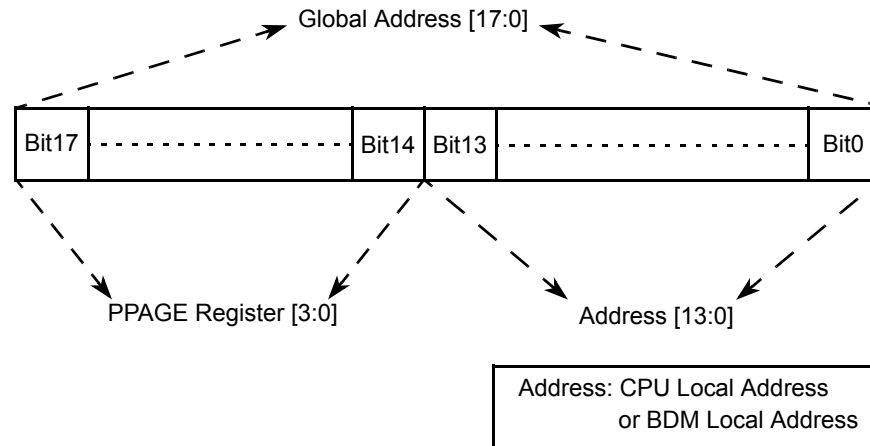 Global Address [17:0]
Bit17 Bit14 Bit13 Bit0
PPAGE Register [3:0]
Address [13:0]
Address: CPU Local Address
or BDM Local Address